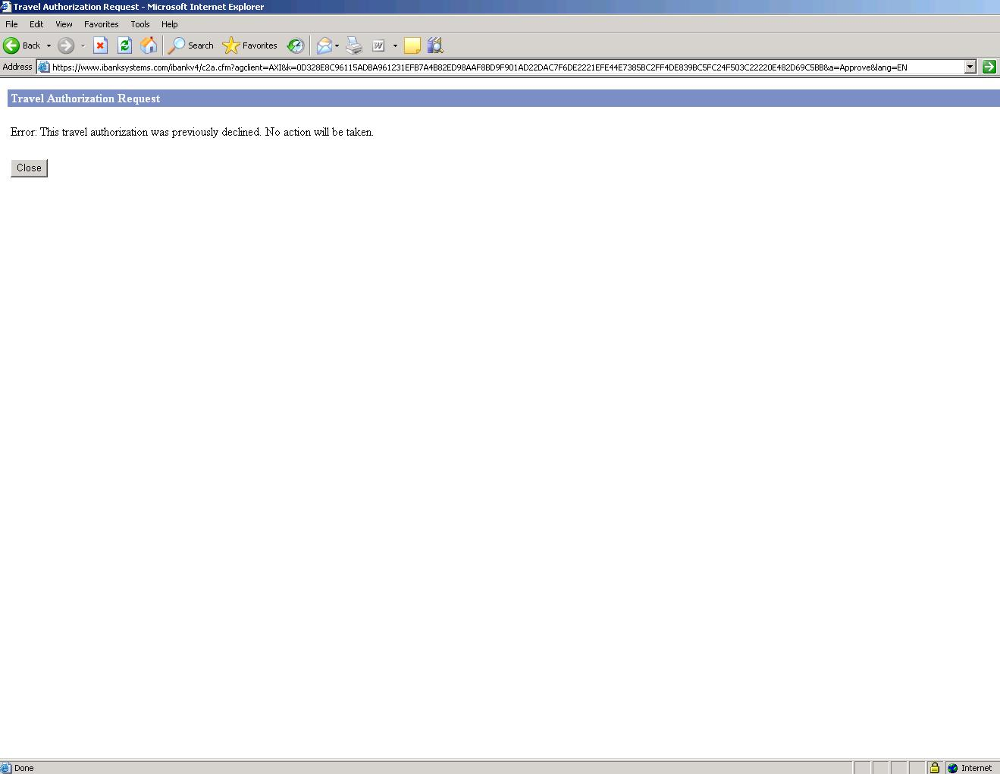 Travel Authorization Request - Microsoft Internet Explorer
File Edit View Favorites Tools Help
Back Search Favorites
Address https://www.ibanksystems.com/ibankv4/c2a.cfm?agclient=AXI&k=0D328E8C96115ADBA961231EFB7A4B82ED98AAF8BD9F901AD22DAC7F6DE2221EFE44E7385BC2FF4DE839BC5FC24F503C22220E482D69C5BB&a=Approve&lang=EN
Travel Authorization Request
Error: This travel authorization was previously declined. No action will be taken.
Close
Done Internet